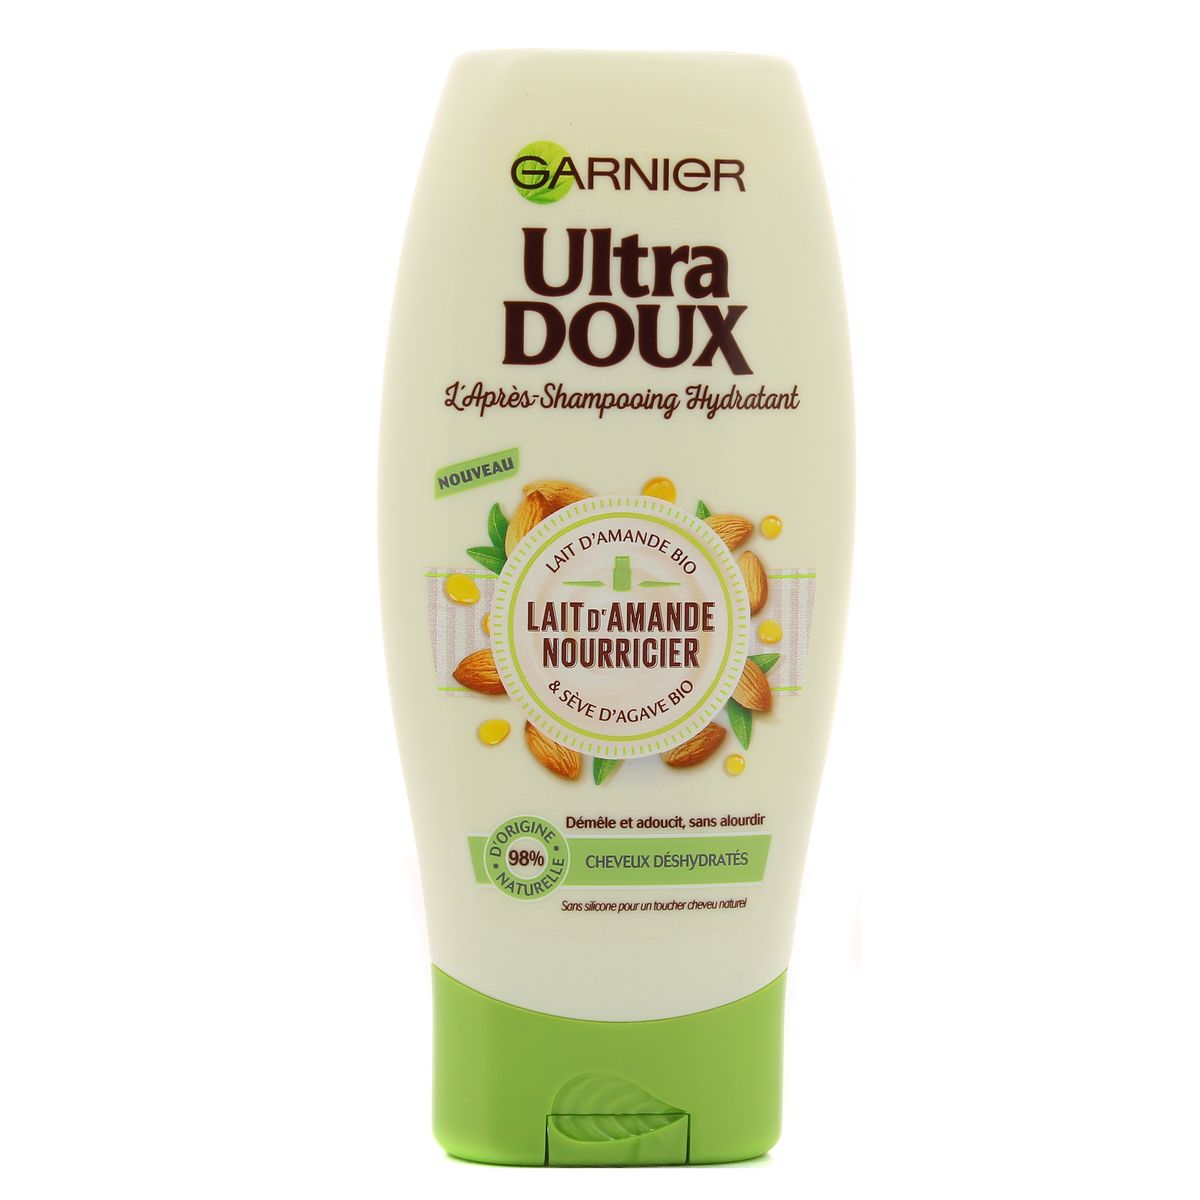 GARNIER
Ultra
DOUX
L'Après-Shampooing Hydratant
NOUVEAU
LAIT D'AMANDE BIO
LAIT D'AMANDE
NOURRICIER
& SÈVE D'AGAVE BIO
Démêle et adoucit, sans alourdir
D'ORIGINE
98%
NATURELLE
CHEVEUX DÉSHYDRATÉS
Sans silicone pour un toucher cheveu naturel